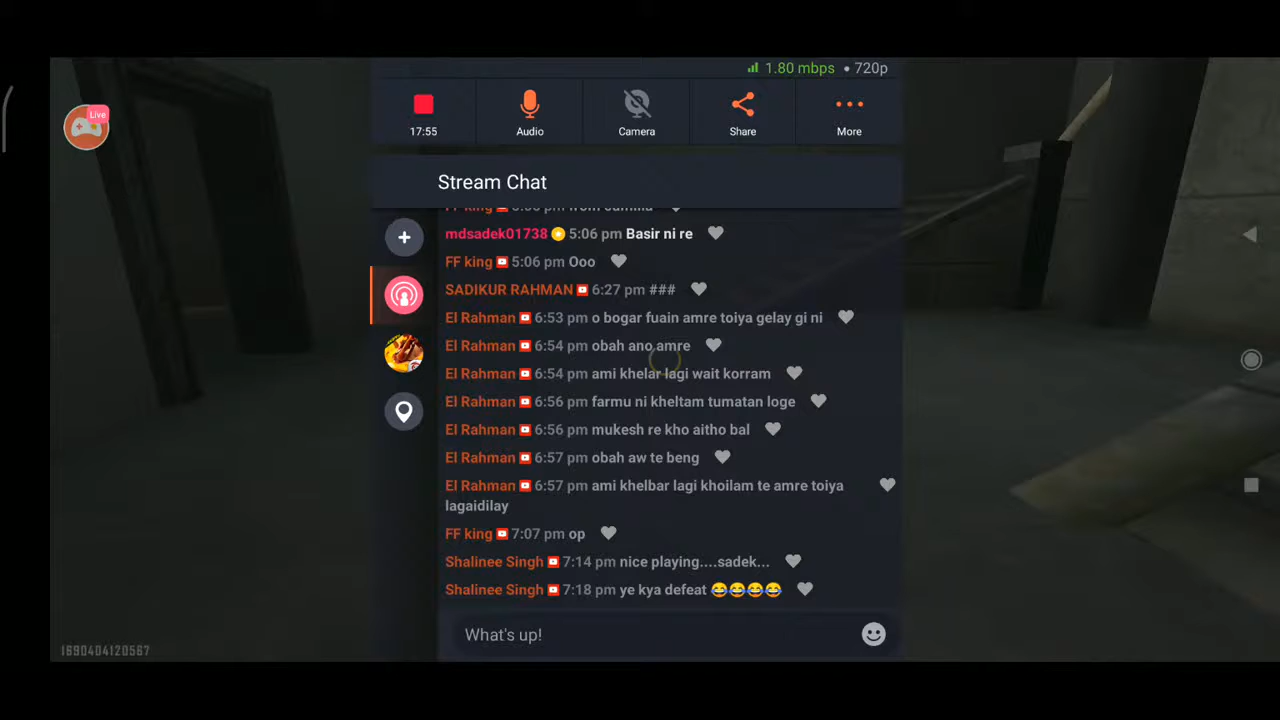 1.80 mbps • 720p
Live
17:55
Audio
Camera
Share
More
Stream Chat
mdsadek01738 5:06 pm Basir ni re
FF king 5:06 pm Ooo
SADIKUR RAHMAN 6:27 pm ###
El Rahman 6:53 pm o bogar fuain amre toiya gelay gi ni
El Rahman 6:54 pm obah ano amre
El Rahman 6:54 pm ami khelar lagi wait korram
El Rahman 6:56 pm farmu ni kheltam tumatan loge
El Rahman 6:56 pm mukesh re kho aitho bal
El Rahman 6:57 pm obah aw te beng
El Rahman 6:57 pm ami khelbar lagi khoilam te amre toiya
lagaidilay
FF king 7:07 pm op
Shalinee Singh 7:14 pm nice playing....sadek...
Shalinee Singh 7:18 pm ye kya defeat 😂😂😂😂
What's up!
1690404120567